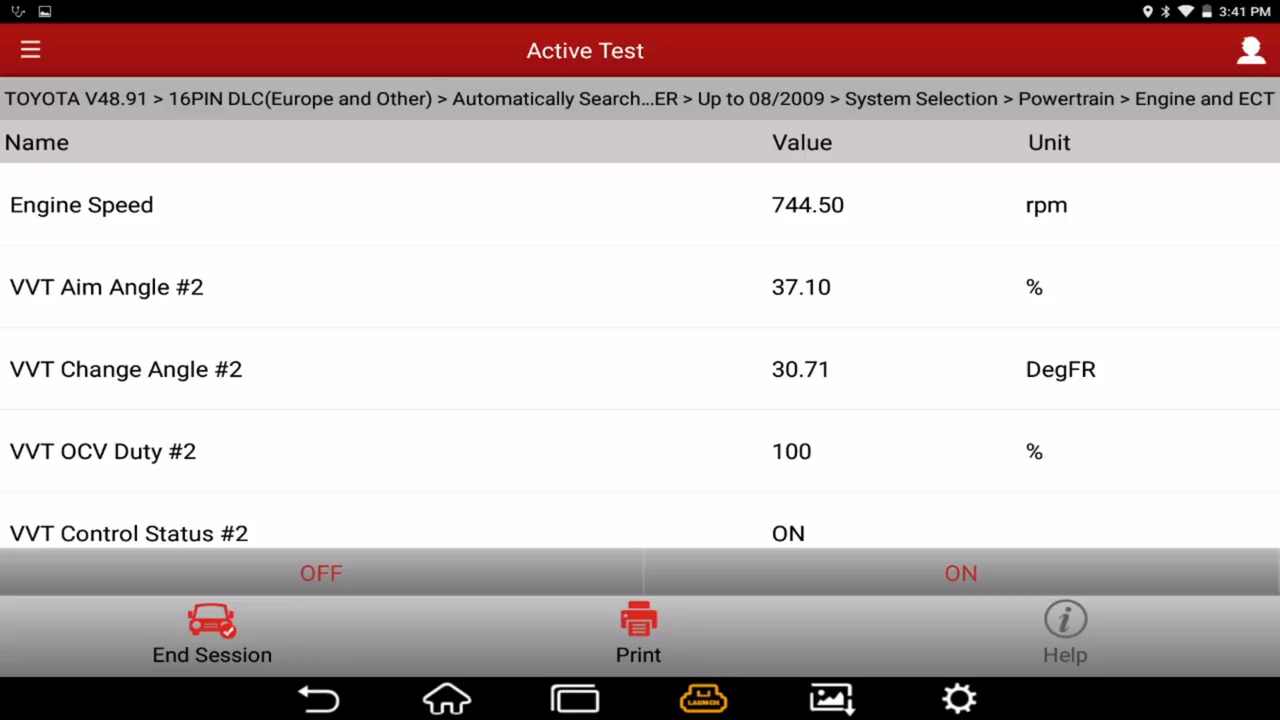 3:41 PM
Active Test
TOYOTA V48.91 > 16PIN DLC(Europe and Other) > Automatically Search...ER > Up to 08/2009 > System Selection > Powertrain > Engine and ECT
Name Value Unit
Engine Speed 744.50 rpm
VVT Aim Angle #2 37.10 %
VVT Change Angle #2 30.71 DegFR
VVT OCV Duty #2 100 %
VVT Control Status #2 ON
OFF ON
End Session Print Help
LAUNCH